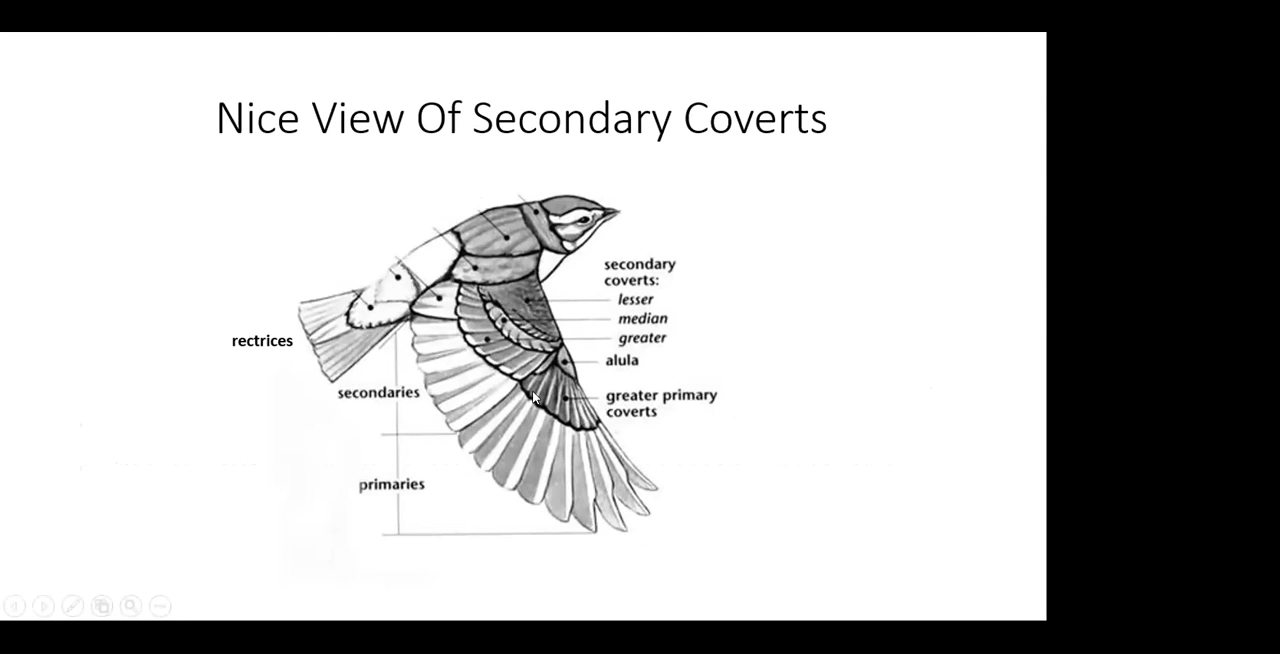 Nice View Of Secondary Coverts
secondary
coverts:
lesser
median
greater
alula
greater primary
coverts
rectrices
secondaries
primaries